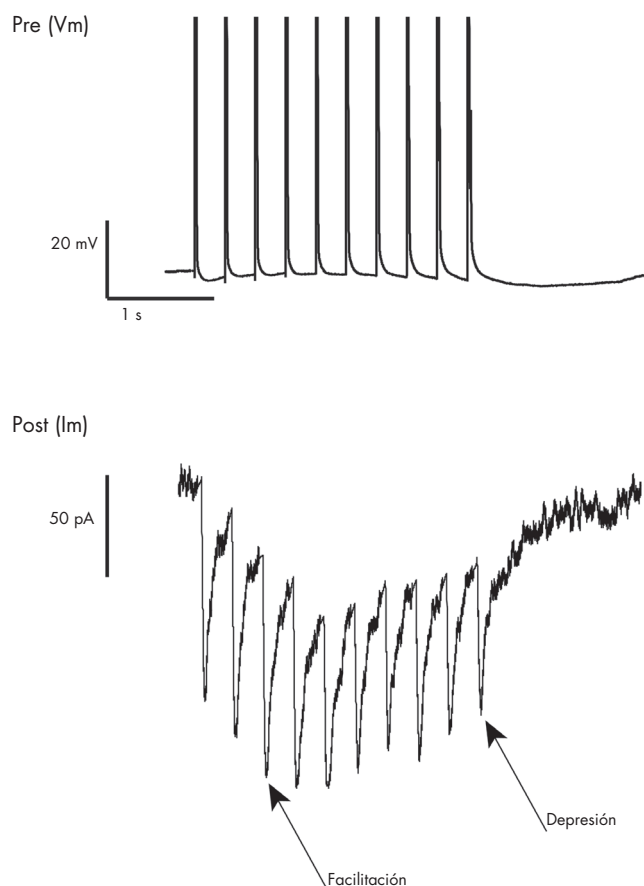 Pre (Vm)
20 mV
1 s
Post (Im)
50 pA
Depresión
Facilitación